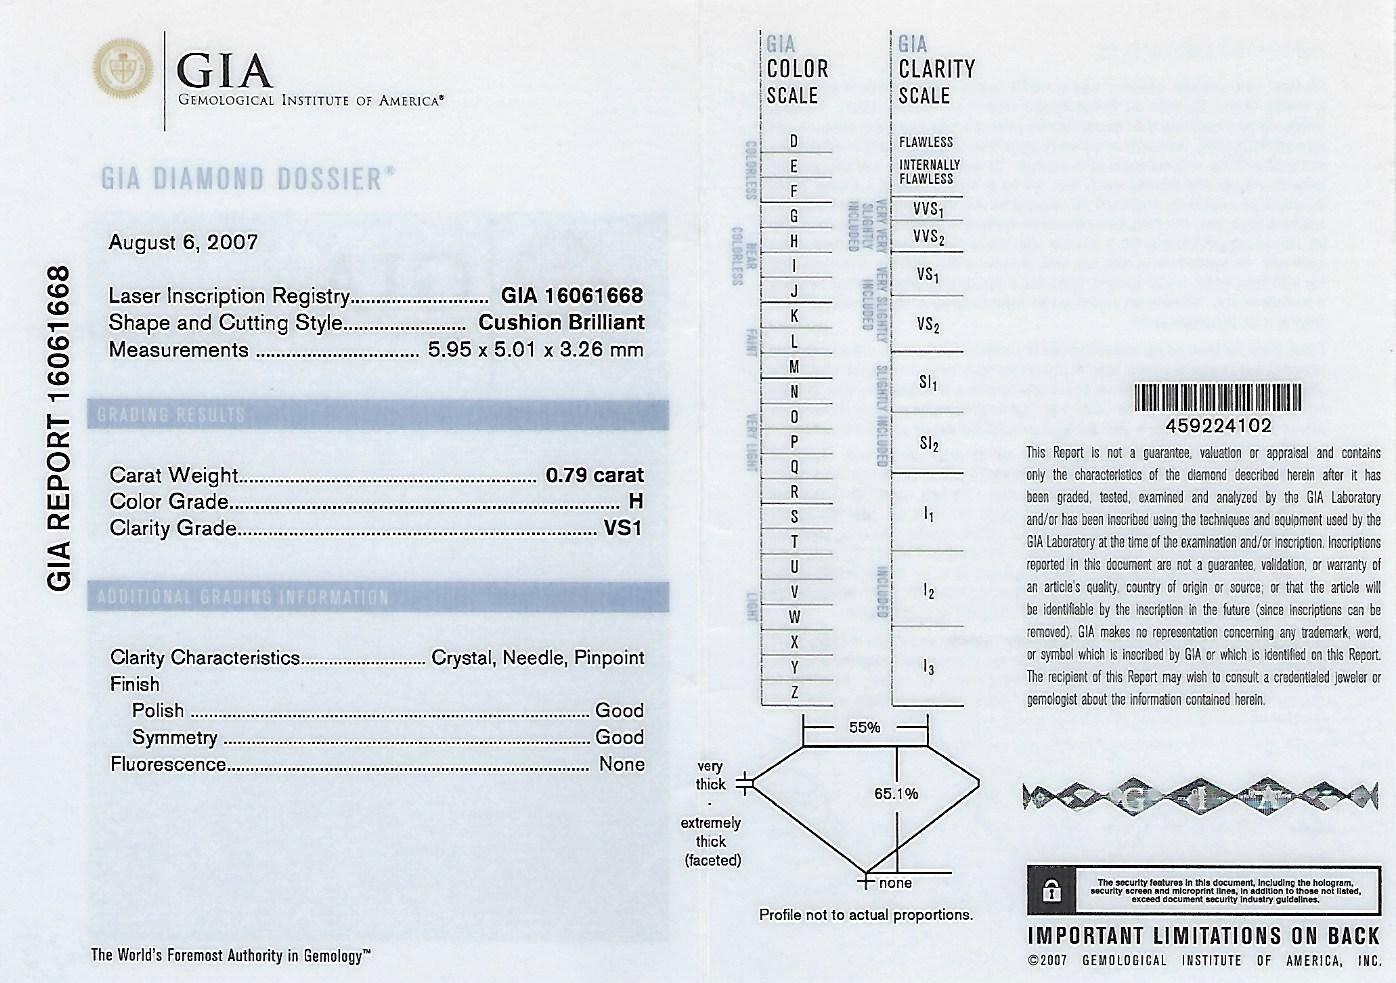 GIA
GEMOLOGICAL INSTITUTE OF AMERICA®
GIA DIAMOND DOSSIER®
August 6, 2007
Laser Inscription Registry.......................... GIA 16061668
Shape and Cutting Style....................... Cushion Brilliant
Measurements ............................... 5.95 x 5.01 x 3.26 mm
GRADING RESULTS
Carat Weight......................................................... 0.79 carat
Color Grade........................................................................... H
Clarity Grade..................................................................... VS1
ADDITIONAL GRADING INFORMATION
Clarity Characteristics........................ Crystal, Needle, Pinpoint
Finish
Polish ............................................................................ Good
Symmetry ...................................................................... Good
Fluorescence...................................................................... None
The World's Foremost Authority in Gemology™
GIA REPORT 16061668
GIA
COLOR
SCALE
D
E
F
G
H
I
J
K
L
M
N
O
P
Q
R
S
T
U
V
W
X
Y
Z
COLORLESS
NEAR
COLORLESS
FAINT
VERY LIGHT
LIGHT
GIA
CLARITY
SCALE
FLAWLESS
INTERNALLY
FLAWLESS
VVS1
VVS2
VS1
VS2
SI1
SI2
I1
I2
I3
VERY VERY
SLIGHTLY
INCLUDED
VERY SLIGHTLY
INCLUDED
SLIGHTLY INCLUDED
INCLUDED
55%
very
thick
-
extremely
thick
(faceted)
65.1%
none
Profile not to actual proportions.
459224102
This Report is not a guarantee, valuation or appraisal and contains
only the characteristics of the diamond described herein after it has
been graded, tested, examined and analyzed by the GIA Laboratory
and/or has been inscribed using the techniques and equipment used by the
GIA Laboratory at the time of the examination and/or inscription. Inscriptions
reported in this document are not a guarantee, validation, or warranty of
an article's quality, country of origin or source; or that the article will
be identifiable by the inscription in the future (since inscriptions can be
removed). GIA makes no representation concerning any trademark, word,
or symbol which is inscribed by GIA or which is identified on this Report.
The recipient of this Report may wish to consult a credentialed jeweler or
gemologist about the information contained herein.
G I A
The security features in this document, including the hologram,
security screen and microprint lines, in addition to those not listed,
exceed document security industry guidelines.
IMPORTANT LIMITATIONS ON BACK
©2007 GEMOLOGICAL INSTITUTE OF AMERICA, INC.